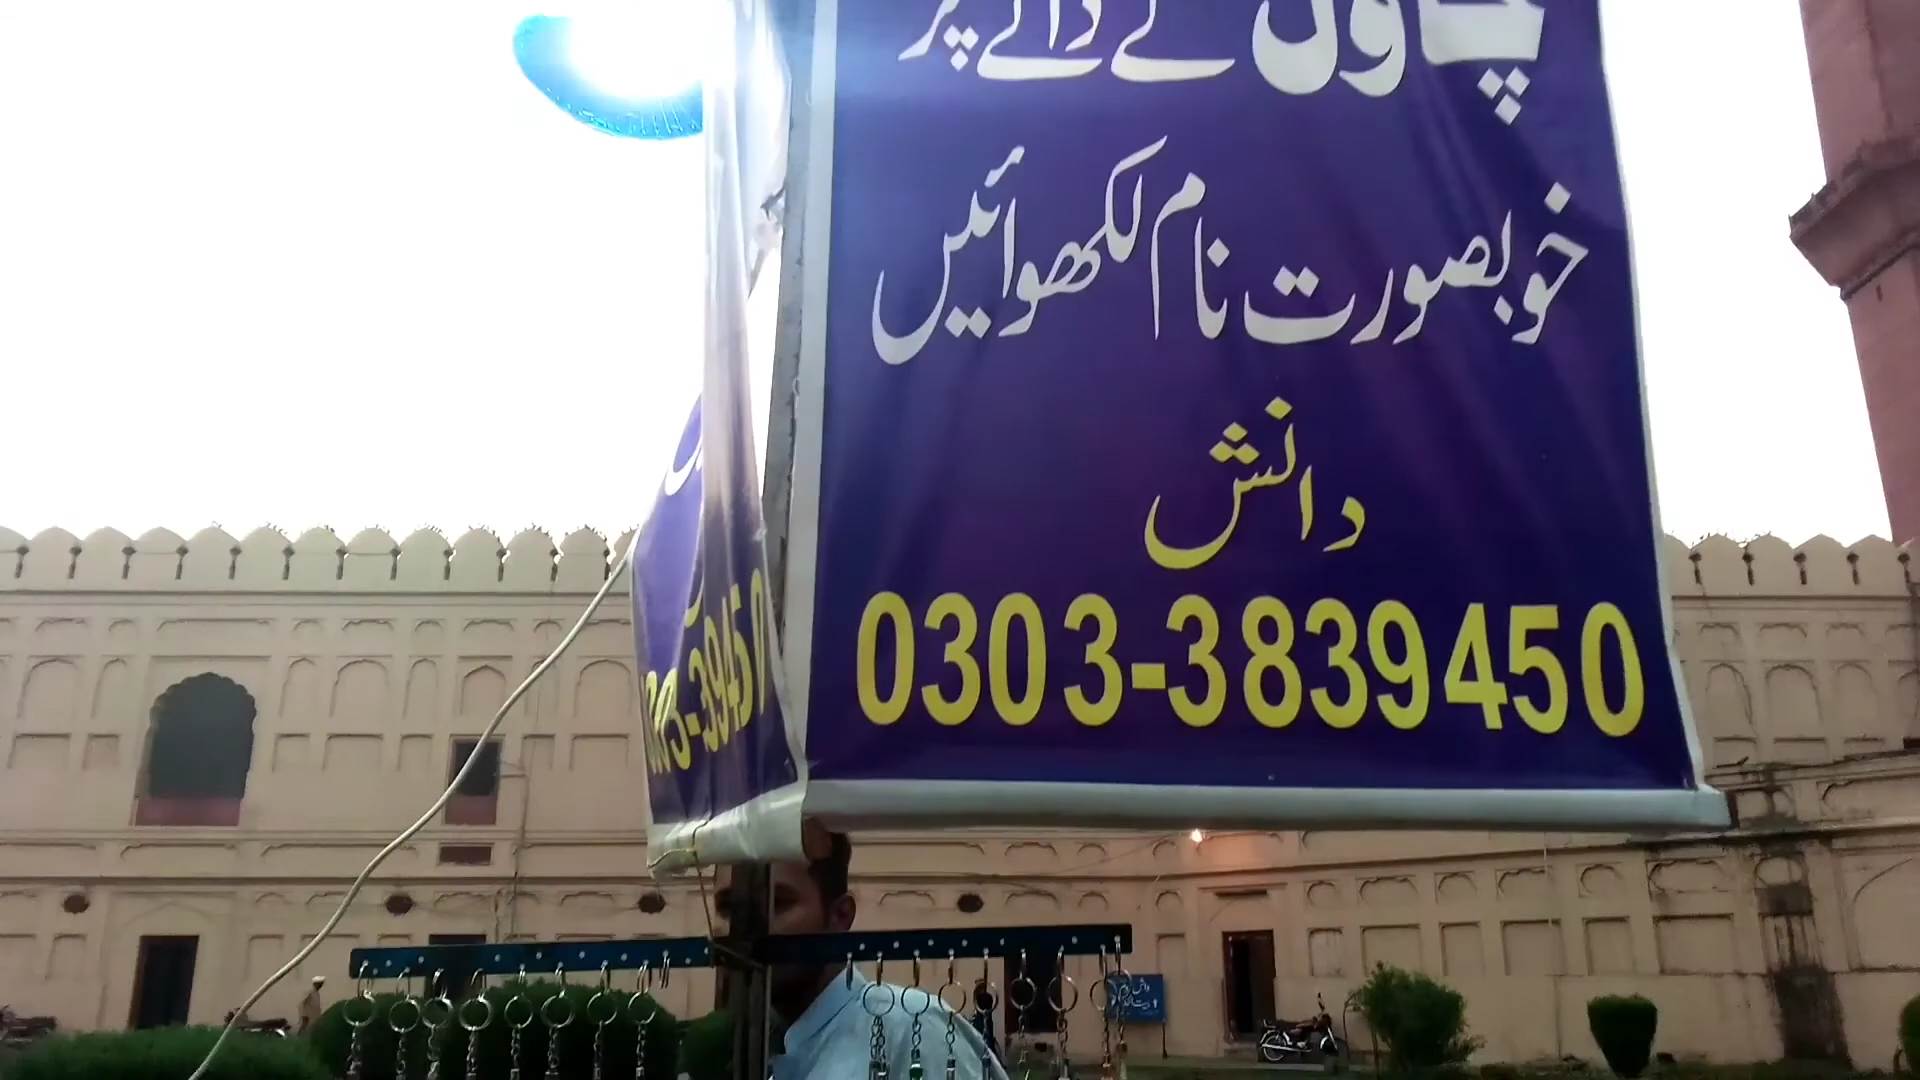 چاول کے دانے پر
خوبصورت نام لکھوائیں
دانش
0303-3839450